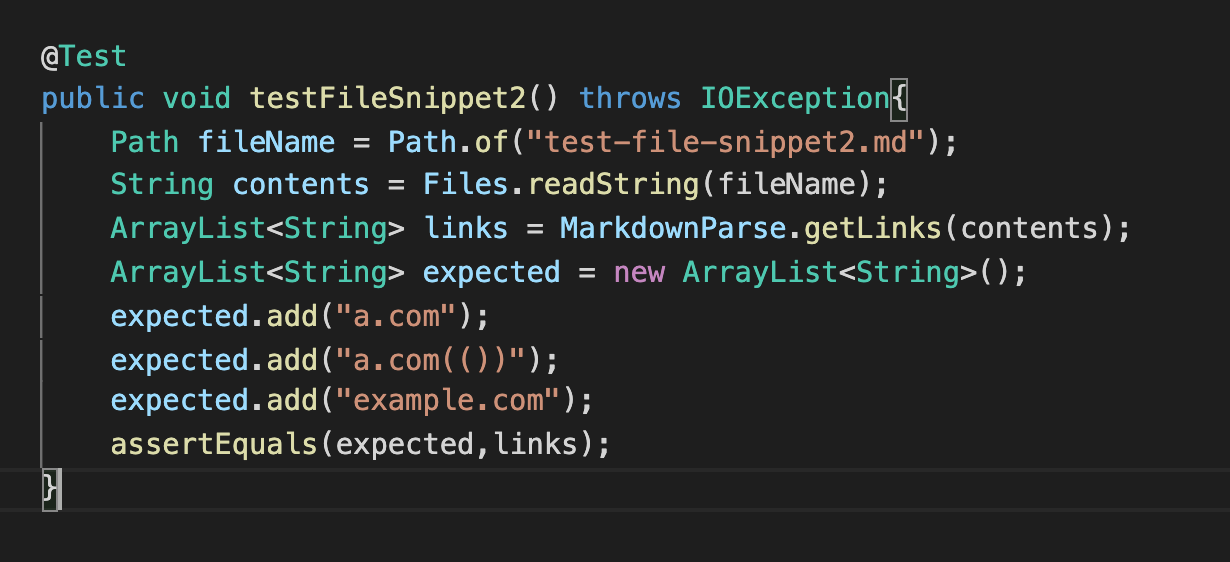 @Test
public void testFileSnippet2() throws IOException{
    Path fileName = Path.of("test-file-snippet2.md");
    String contents = Files.readString(fileName);
    ArrayList<String> links = MarkdownParse.getLinks(contents);
    ArrayList<String> expected = new ArrayList<String>();
    expected.add("a.com");
    expected.add("a.com(())");
    expected.add("example.com");
    assertEquals(expected,links);
}